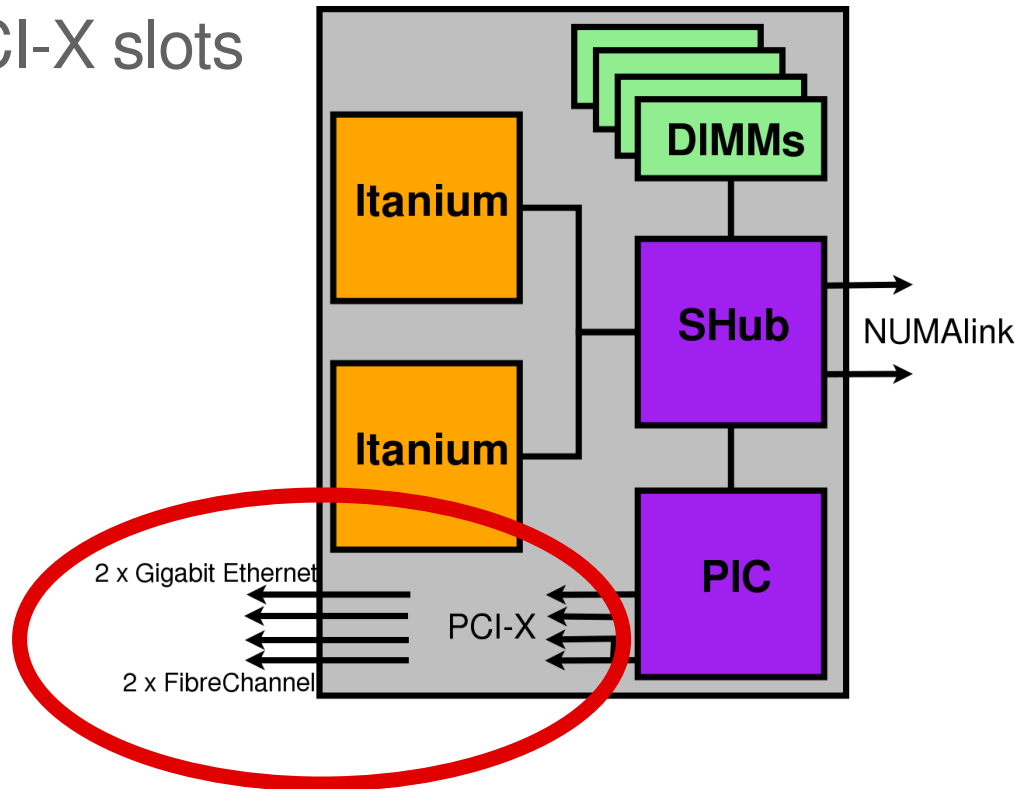 CI-X slots
DIMMs
Itanium
SHub
NUMAlink
Itanium
2 x Gigabit Ethernet
PIC
PCI-X
2 x FibreChannel